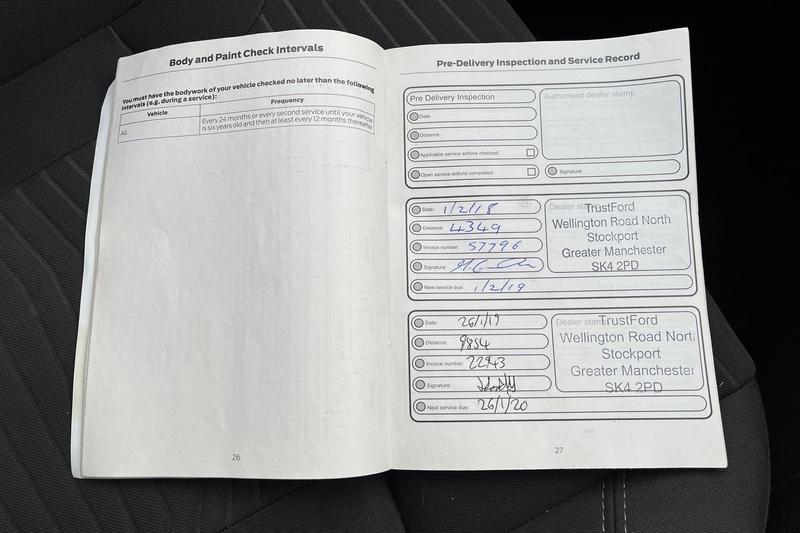 Body and Paint Check Intervals
You must have the bodywork of your vehicle checked no later than the following
intervals (e.g. during a service):
Vehicle Frequency
All Every 24 months or every second service until your vehicle
is six years old and then at least every 12 months thereafter
26
Pre-Delivery Inspection and Service Record
Pre Delivery Inspection
Date:
Distance:
Applicable service actions checked:
Open service actions completed:
Authorised dealer stamp
Signature:
Date: 1/2/18
Distance: 4349
Invoice number: 57796
Signature:
Next service due: 1/2/19
Dealer stamp
TrustFord
Wellington Road North
Stockport
Greater Manchester
SK4 2PD
Date: 26/1/19
Distance: 9854
Invoice number: 22943
Signature:
Next service due: 26/1/20
Dealer stam
TrustFord
Wellington Road Nort
Stockport
Greater Manchester
SK4 2PD
27